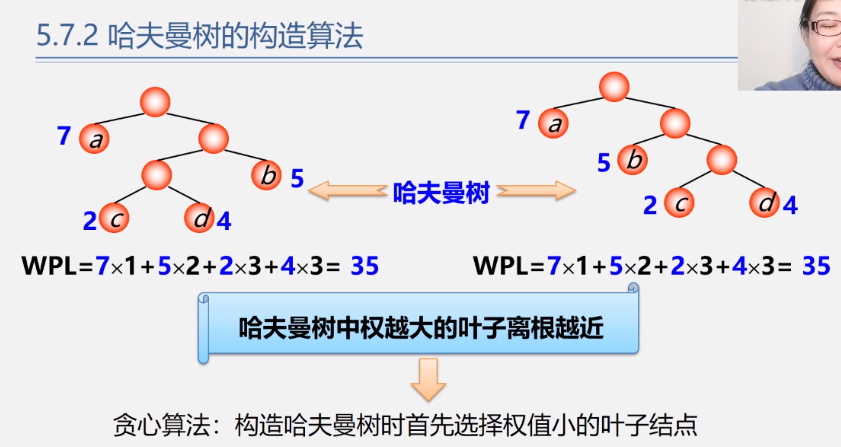 5.7.2 哈夫曼树的构造算法
7 a
b 5
2 c d 4
7 a
5 b
2 c d 4
哈夫曼树
WPL=7×1+5×2+2×3+4×3= 35
WPL=7×1+5×2+2×3+4×3= 35
哈夫曼树中权越大的叶子离根越近
贪心算法：构造哈夫曼树时首先选择权值小的叶子结点